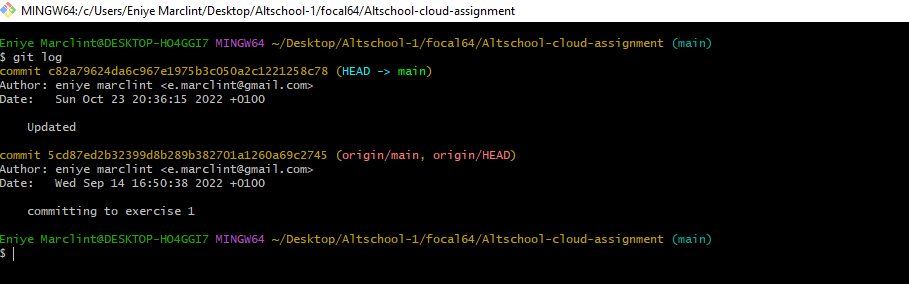 MINGW64:/c/Users/Eniye Marclint/Desktop/Altschool-1/focal64/Altschool-cloud-assignment
Eniye Marclint@DESKTOP-HO4GGI7 MINGW64 ~/Desktop/Altschool-1/focal64/Altschool-cloud-assignment (main)
$ git log
commit c82a79624da6c967e1975b3c050a2c1221258c78 (HEAD -> main)
Author: eniye marclint <e.marclint@gmail.com>
Date:   Sun Oct 23 20:36:15 2022 +0100
    Updated
commit 5cd87ed2b32399d8b289b382701a1260a69c2745 (origin/main, origin/HEAD)
Author: eniye marclint <e.marclint@gmail.com>
Date:   Wed Sep 14 16:50:38 2022 +0100
    committing to exercise 1
Eniye Marclint@DESKTOP-HO4GGI7 MINGW64 ~/Desktop/Altschool-1/focal64/Altschool-cloud-assignment (main)
$